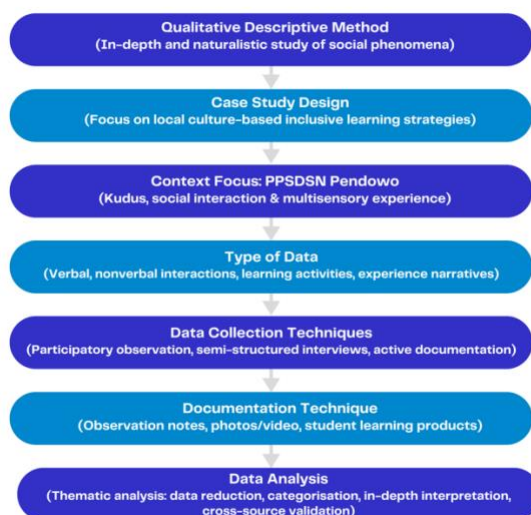 Qualitative Descriptive Method
(In-depth and naturalistic study of social phenomena)
Case Study Design
(Focus on local culture-based inclusive learning strategies)
Context Focus: PPSDSN Pendowo
(Kudus, social interaction & multisensory experience)
Type of Data
(Verbal, nonverbal interactions, learning activities, experience narratives)
Data Collection Techniques
(Participatory observation, semi-structured interviews, active documentation)
Documentation Technique
(Observation notes, photos/video, student learning products)
Data Analysis
(Thematic analysis: data reduction, categorisation, in-depth interpretation,
cross-source validation)